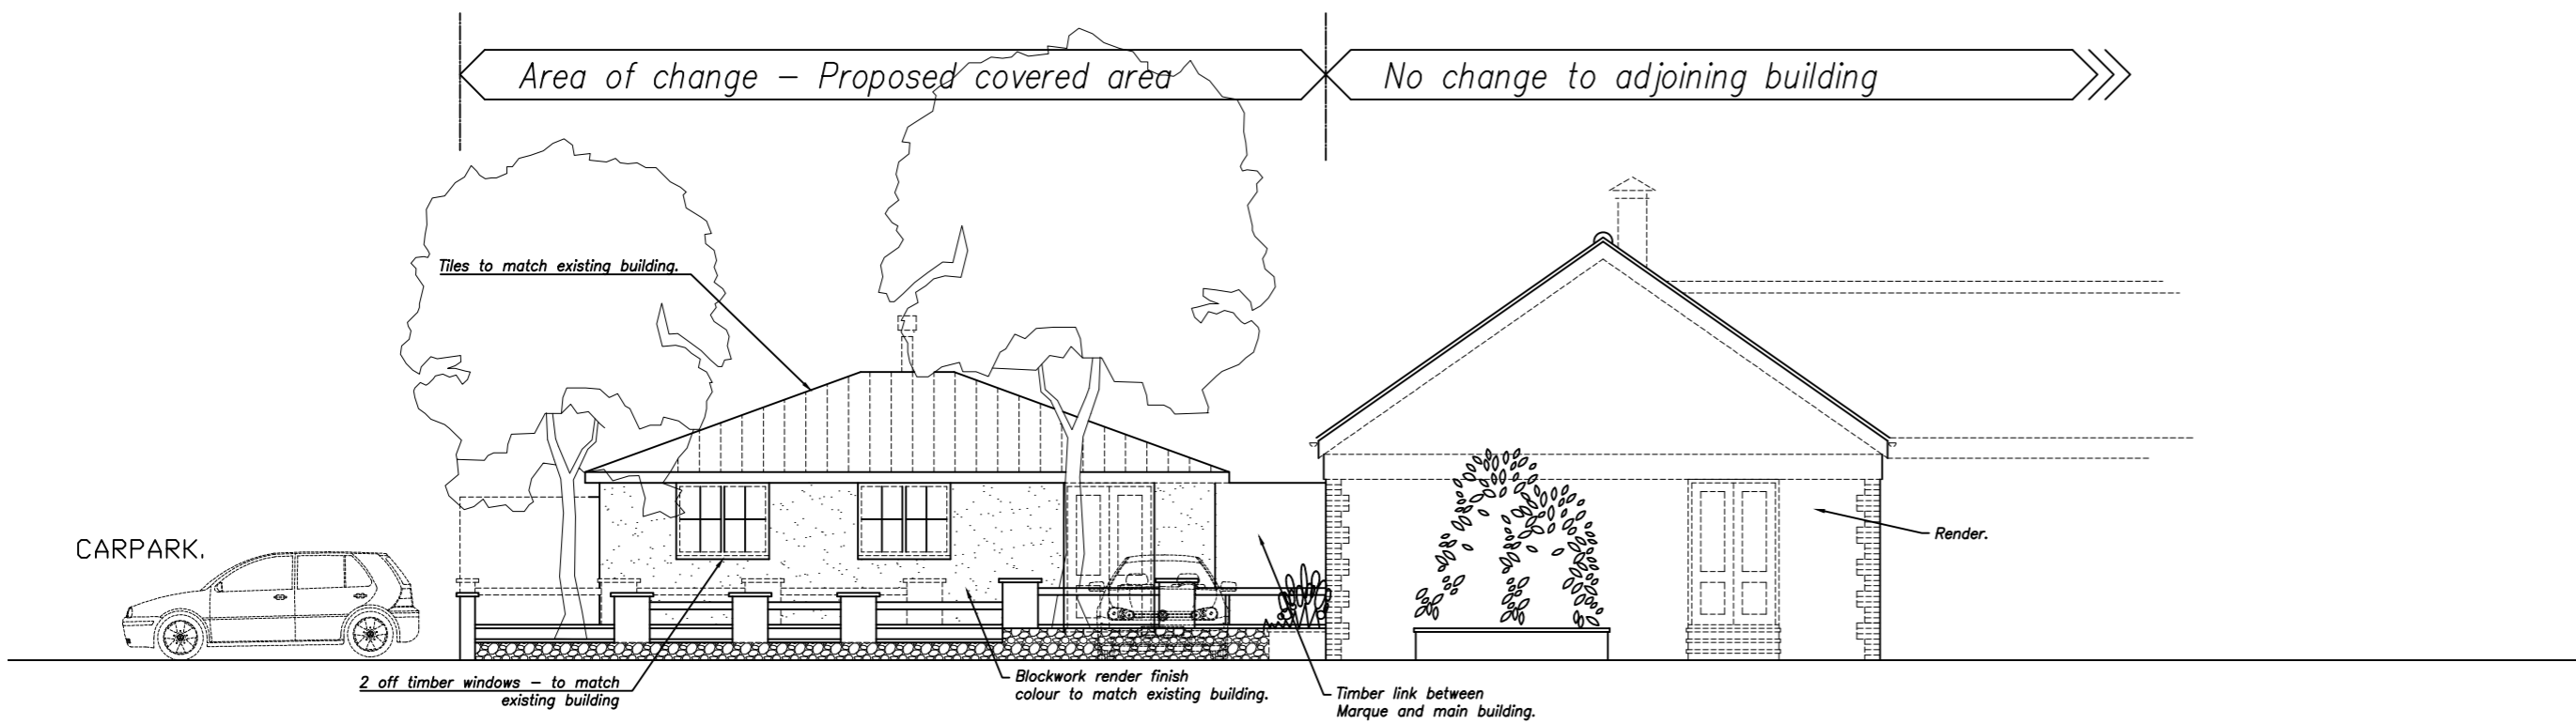 Area of change – Proposed covered area
No change to adjoining building
Tiles to match existing building.
CARPARK.
Render.
2 off timber windows – to match
existing building
Blockwork render finish
colour to match existing building.
Timber link between
Marque and main building.